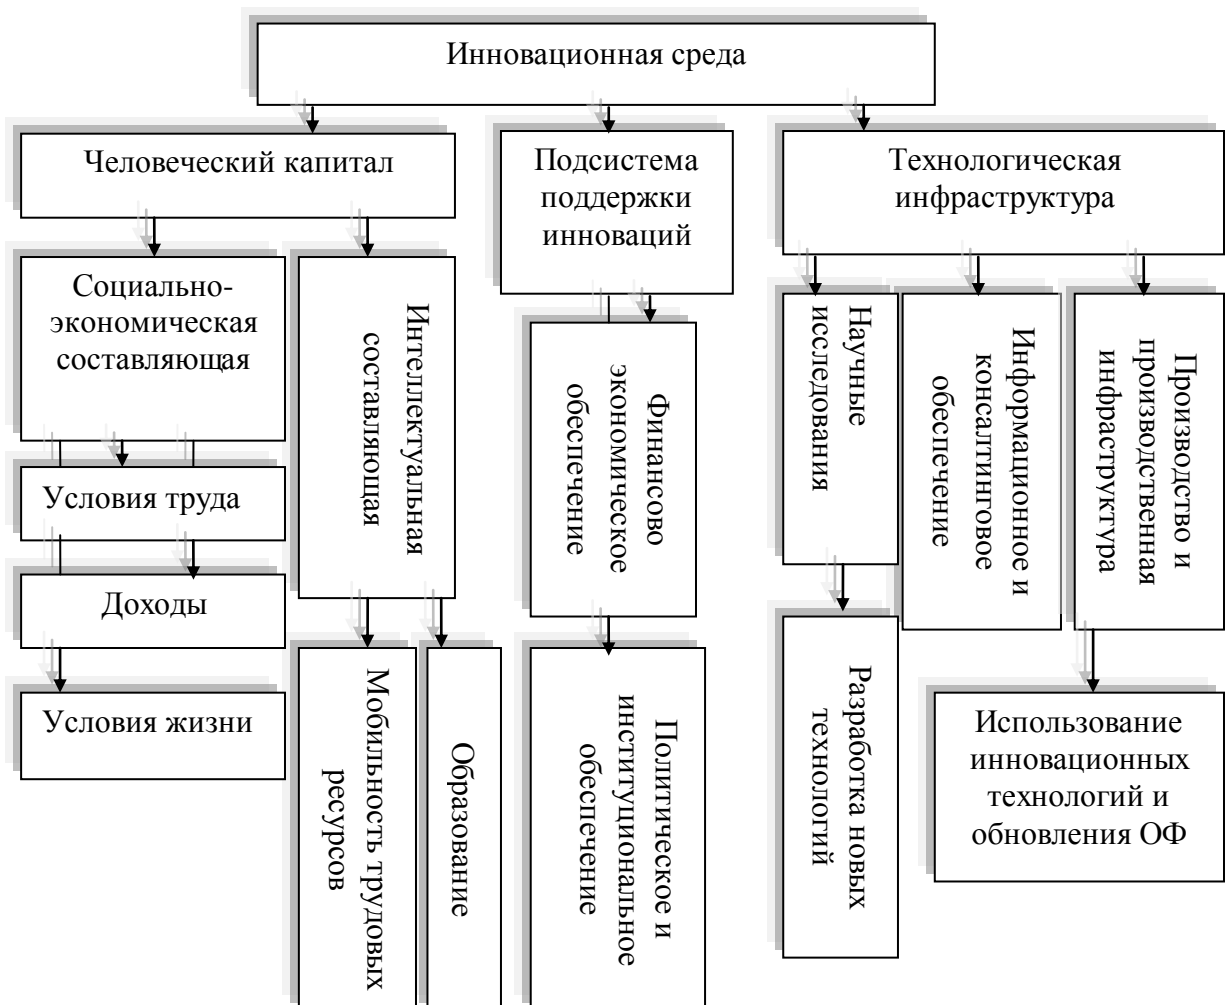 Инновационная среда
Человеческий капитал
Подсистема
поддержки
инноваций
Технологическая
инфраструктура
Социально-
экономическая
составляющая
Интеллектуальная
составляющая
Финансово
экономическое
обеспечение
Научные
исследования
Информационное и
консалтинговое
обеспечение
Производство и
производственная
инфраструктура
Условия труда
Доходы
Условия жизни
Мобильность трудовых
ресурсов
Образование
Политическое и
институциональное
обеспечение
Разработка новых
технологий
Использование
инновационных
технологий и
обновления ОФ